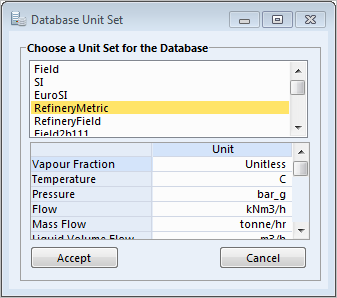 Database Unit Set
Choose a Unit Set for the Database
Field
SI
EuroSI
RefineryMetric
RefineryField
Field2b111
Unit
Vapour Fraction Unitless
Temperature C
Pressure bar_g
Flow kNm3/h
Mass Flow tonne/hr
Liquid Volume Flow m3/h
Accept Cancel